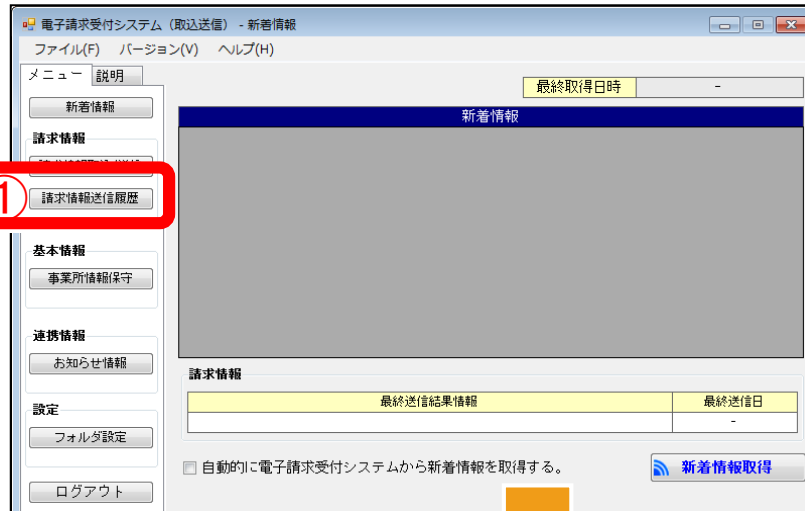 電子請求受付システム（取込送信） - 新着情報
ファイル(F) バージョン(V) ヘルプ(H)
メニュー 説明
最終取得日時 -
新着情報
新着情報
請求情報
①
請求情報送信履歴
基本情報
事業所情報保守
連携情報
お知らせ情報
請求情報
最終送信結果情報 最終送信日
-
設定
フォルダ設定
自動的に電子請求受付システムから新着情報を取得する。
新着情報取得
ログアウト